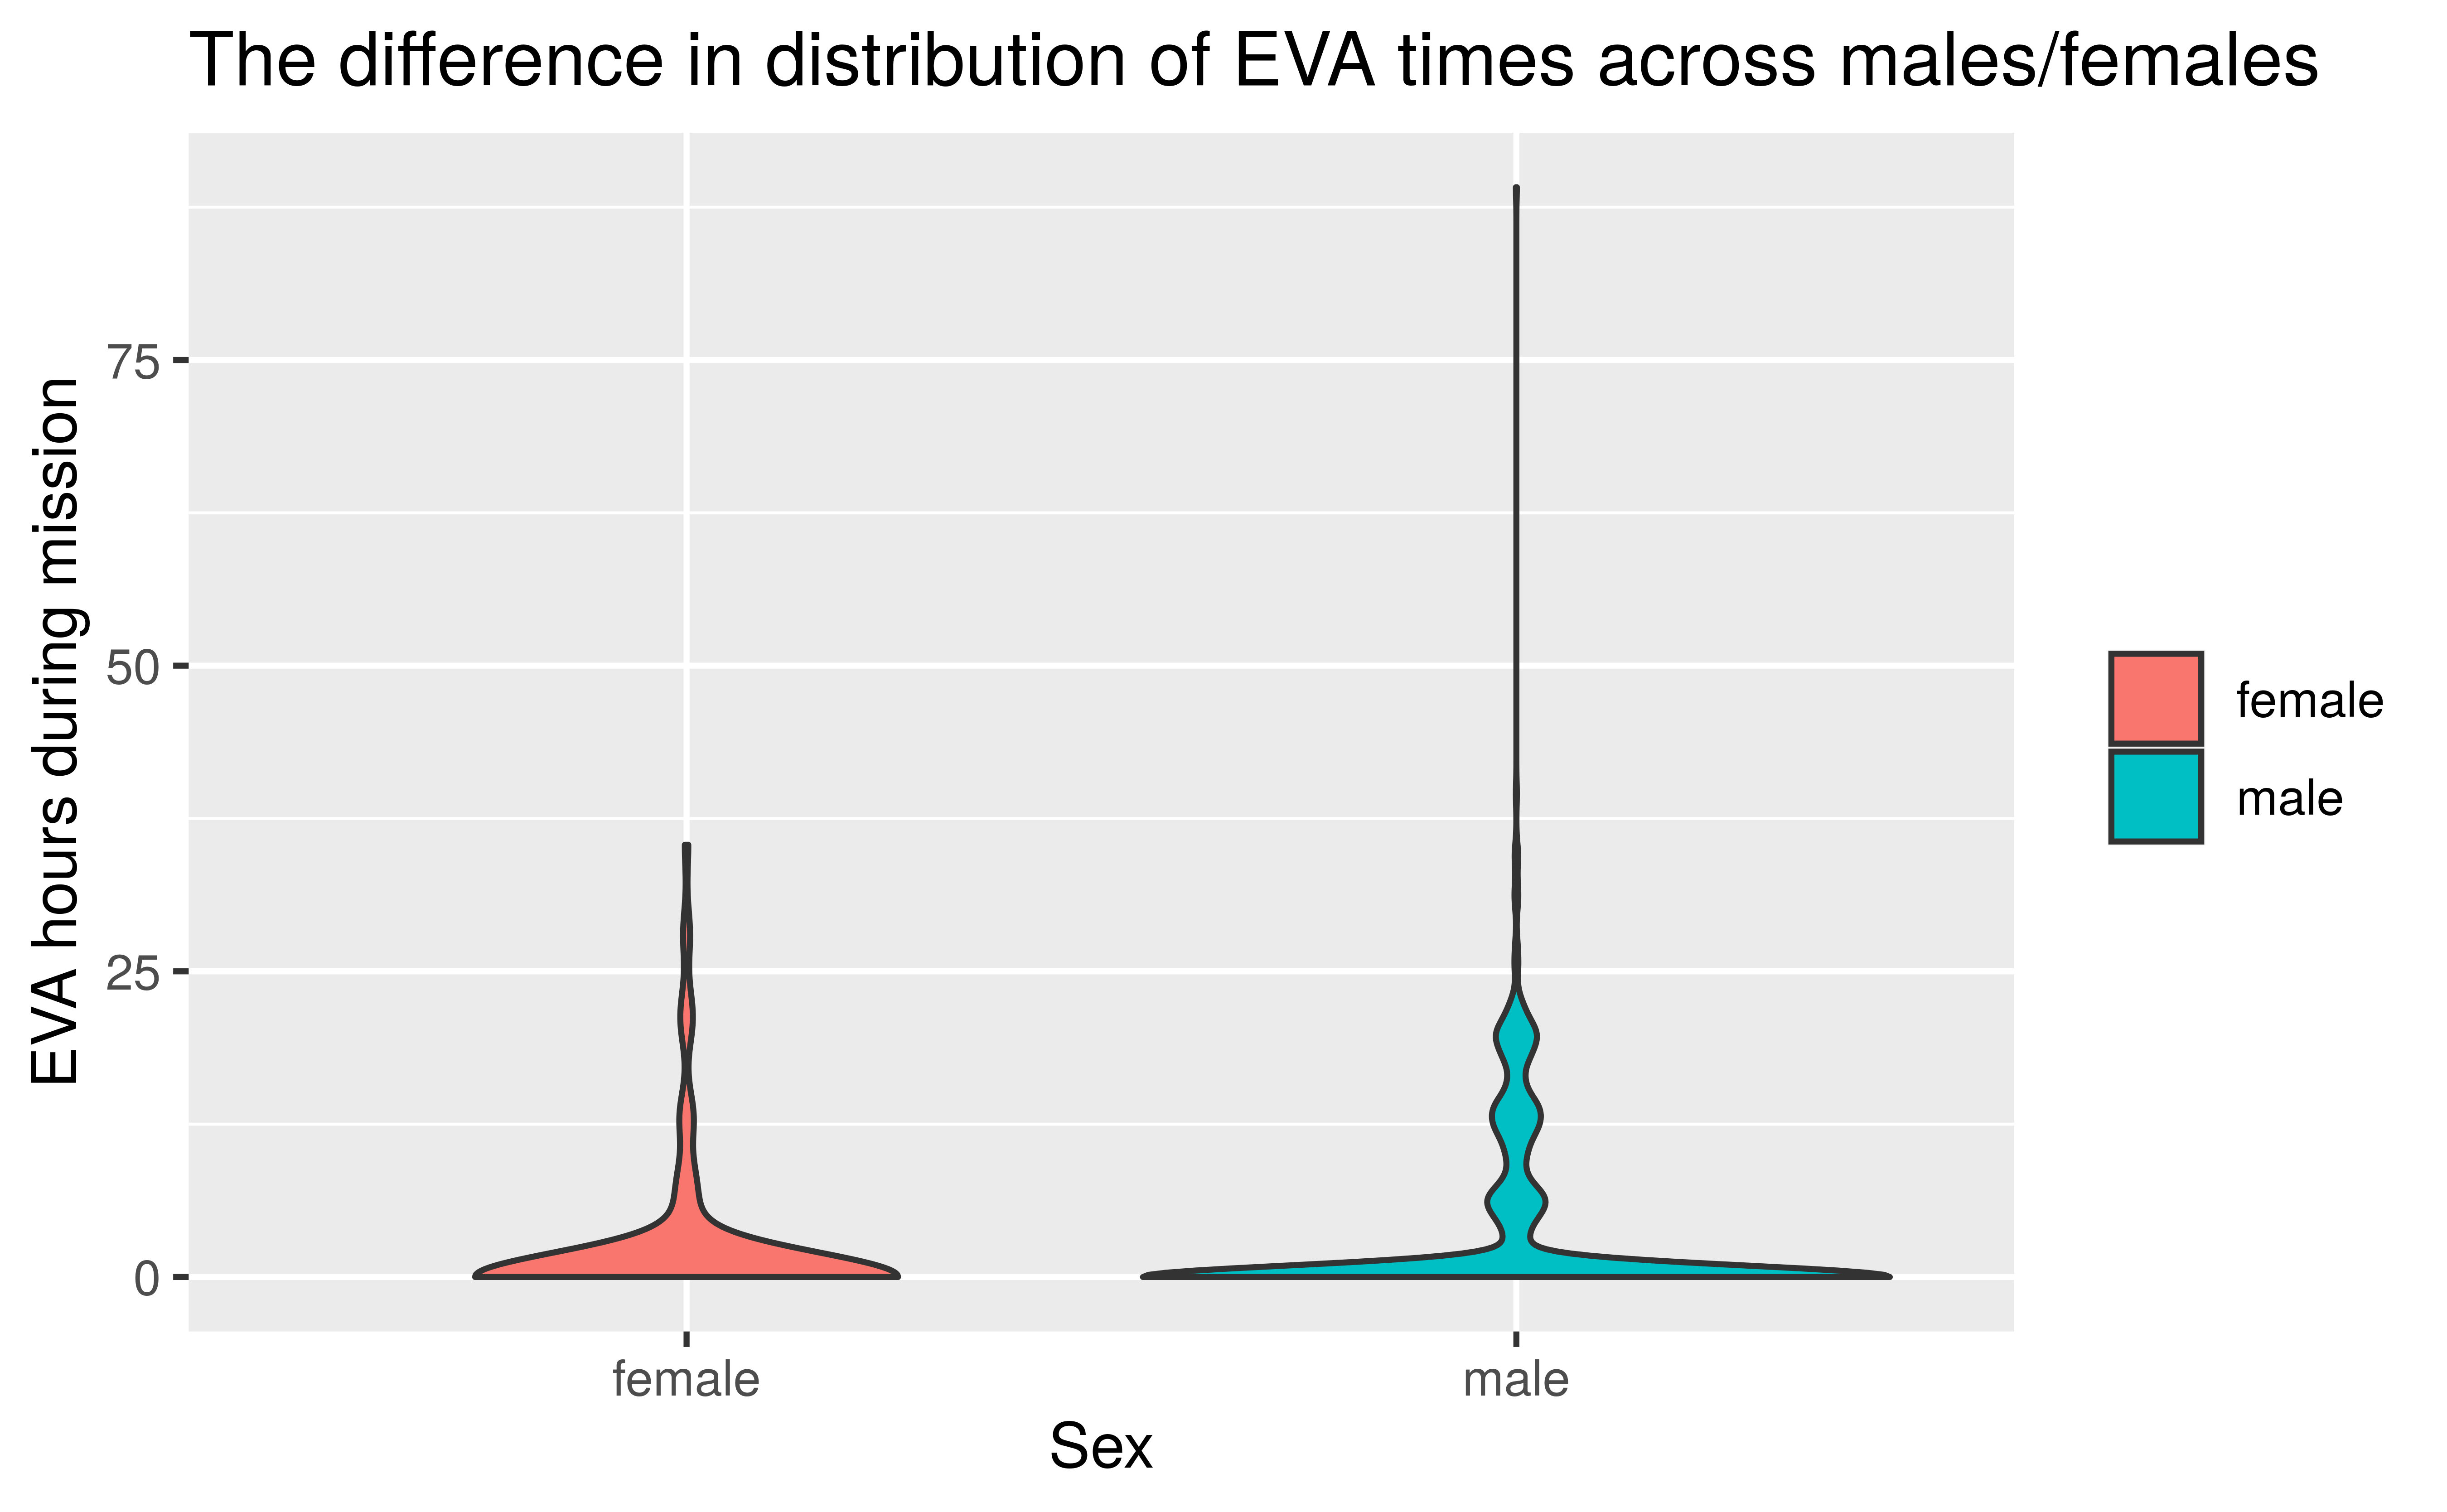 The difference in distribution of EVA times across males/females
EVA hours during mission
75
50
25
0
female
male
Sex
female
male